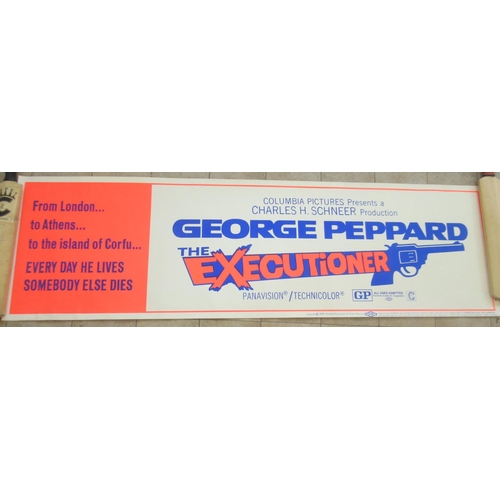 From London...
to Athens...
to the island of Corfu...
EVERY DAY HE LIVES
SOMEBODY ELSE DIES
COLUMBIA PICTURES Presents a
CHARLES H. SCHNEER Production
GEORGE PEPPARD
THE
EXECUTIONER
PANAVISION®/TECHNICOLOR®
GP
C